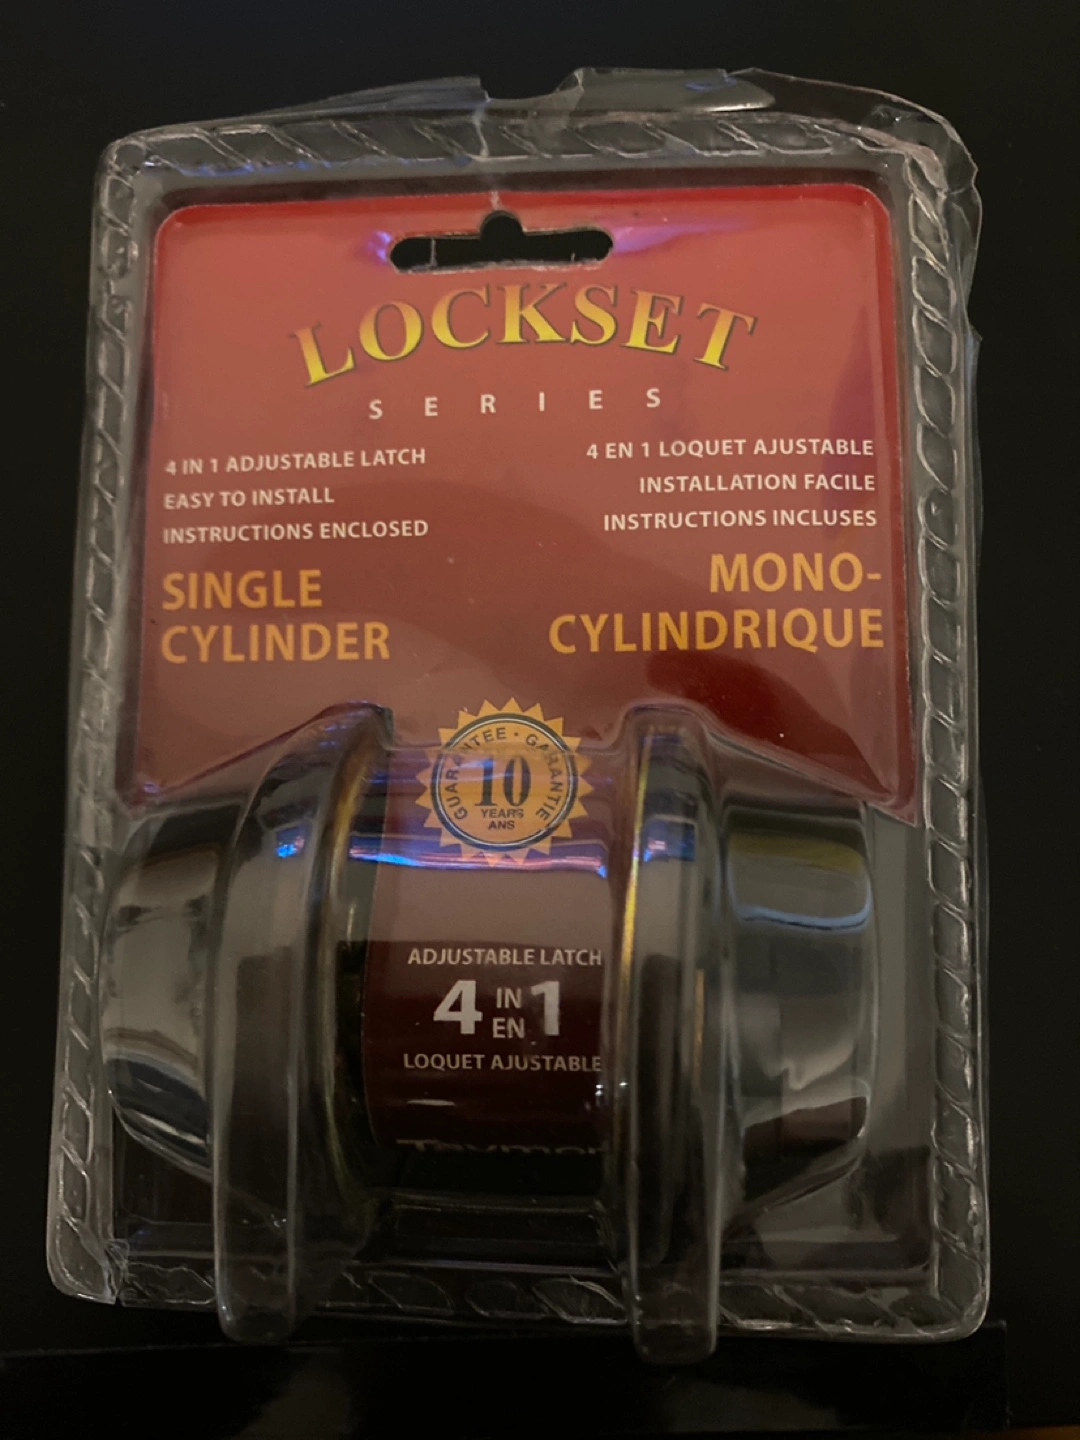 LOCKSET
SERIES
4 IN 1 ADJUSTABLE LATCH
EASY TO INSTALL
INSTRUCTIONS ENCLOSED
SINGLE
CYLINDER
4 EN 1 LOQUET AJUSTABLE
INSTALLATION FACILE
INSTRUCTIONS INCLUSES
MONO-
CYLINDRIQUE
GUARANTEE · GARANTIE
10
YEARS
ANS
ADJUSTABLE LATCH
4 IN EN 1
LOQUET AJUSTABLE